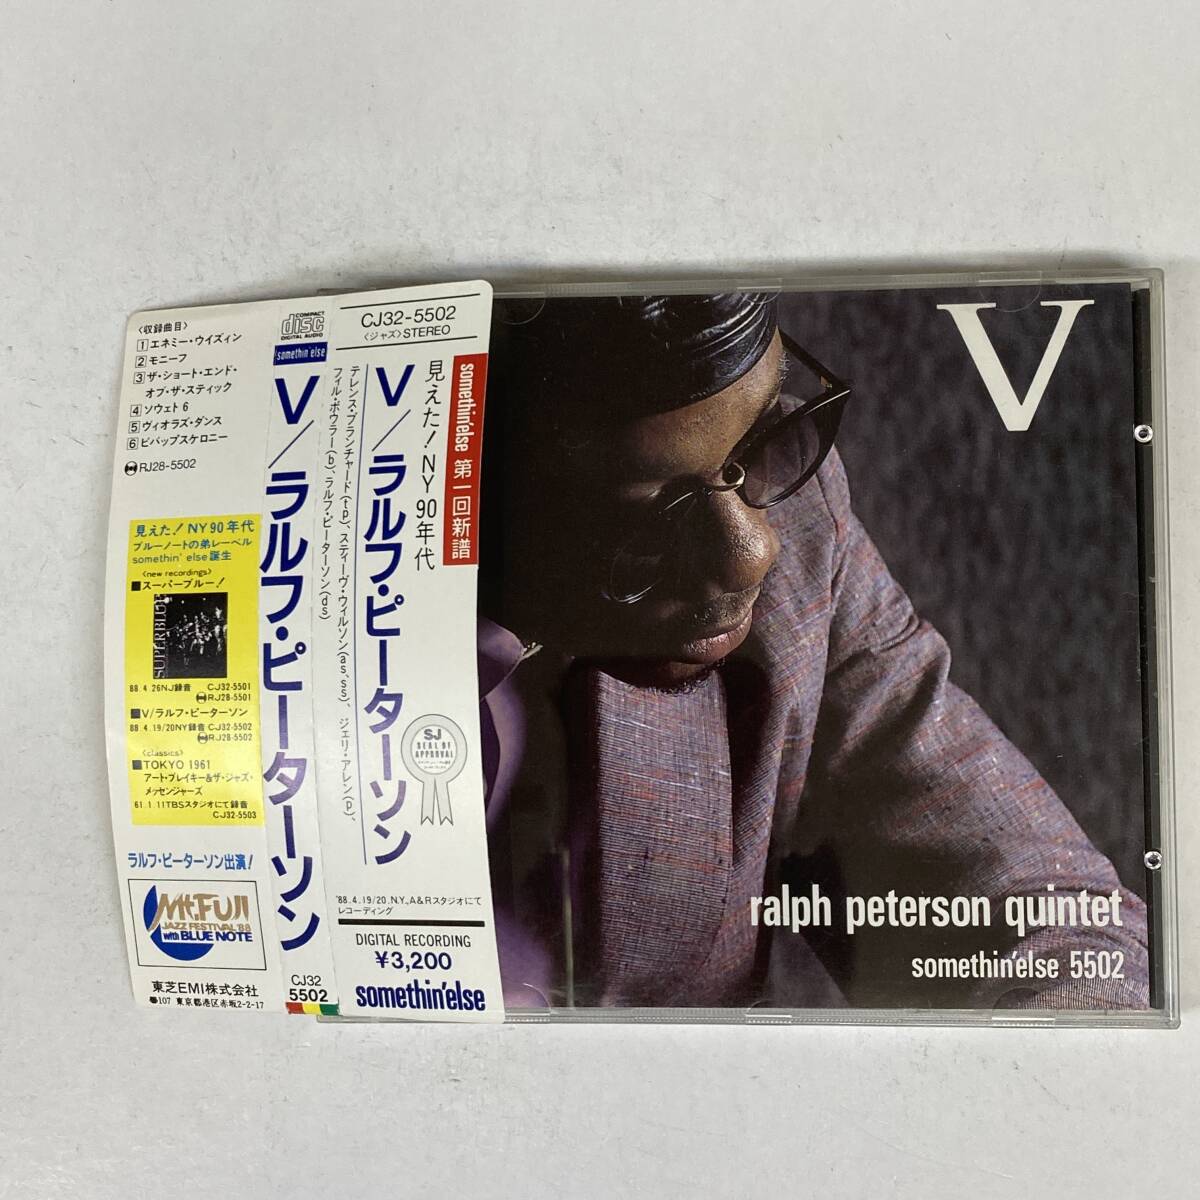 〈収録曲目〉
1 エネミー・ウイズィン
2 モニーフ
3 ザ・ショート・エンド・
オブ・ザ・スティック
4 ソウェト 6
5 ヴィオラズ・ダンス
6 ビバップスケロニー
RJ28-5502
見えた! NY90年代
ブルーノートの弟レーベル
somethin' else誕生
〈new recordings〉
■スーパーブルー!
SUPERBLUE
88.4.26NJ録音 CJ32-5501
RJ28-5501
■V/ラルフ・ピーターソン
88.4.19/20NY録音 CJ32-5502
RJ28-5502
〈classics〉
■TOKYO 1961
アート・ブレイキー&ザ・ジャズ・
メッセンジャーズ
61.1.11TBSスタジオにて録音
CJ32-5503
ラルフ・ピーターソン出演!
Mt.FUJI
JAZZ FESTIVAL '88
with BLUE NOTE
東芝EMI株式会社
107 東京都港区赤坂2-2-17
COMPACT
disc
DIGITAL AUDIO
somethin'else
V/ラルフ・ピーターソン
CJ32
5502
CJ32-5502
〈ジャズ〉STEREO
somethin'else 第一回新譜
見えた! NY90年代
V/ラルフ・ピーターソン
テレンス・ブランチャード(tp)、スティーヴ・ウィルソン(as,ss)、ジェリ・アレン(p)、
フィル・ボウラー(b)、ラルフ・ピーターソン(ds)
SJ
SEAL OF
APPROVAL
'88.4.19/20.N.Y.,A&Rスタジオにて
レコーディング
DIGITAL RECORDING
¥3,200
somethin'else
V
ralph peterson quintet
somethin'else 5502